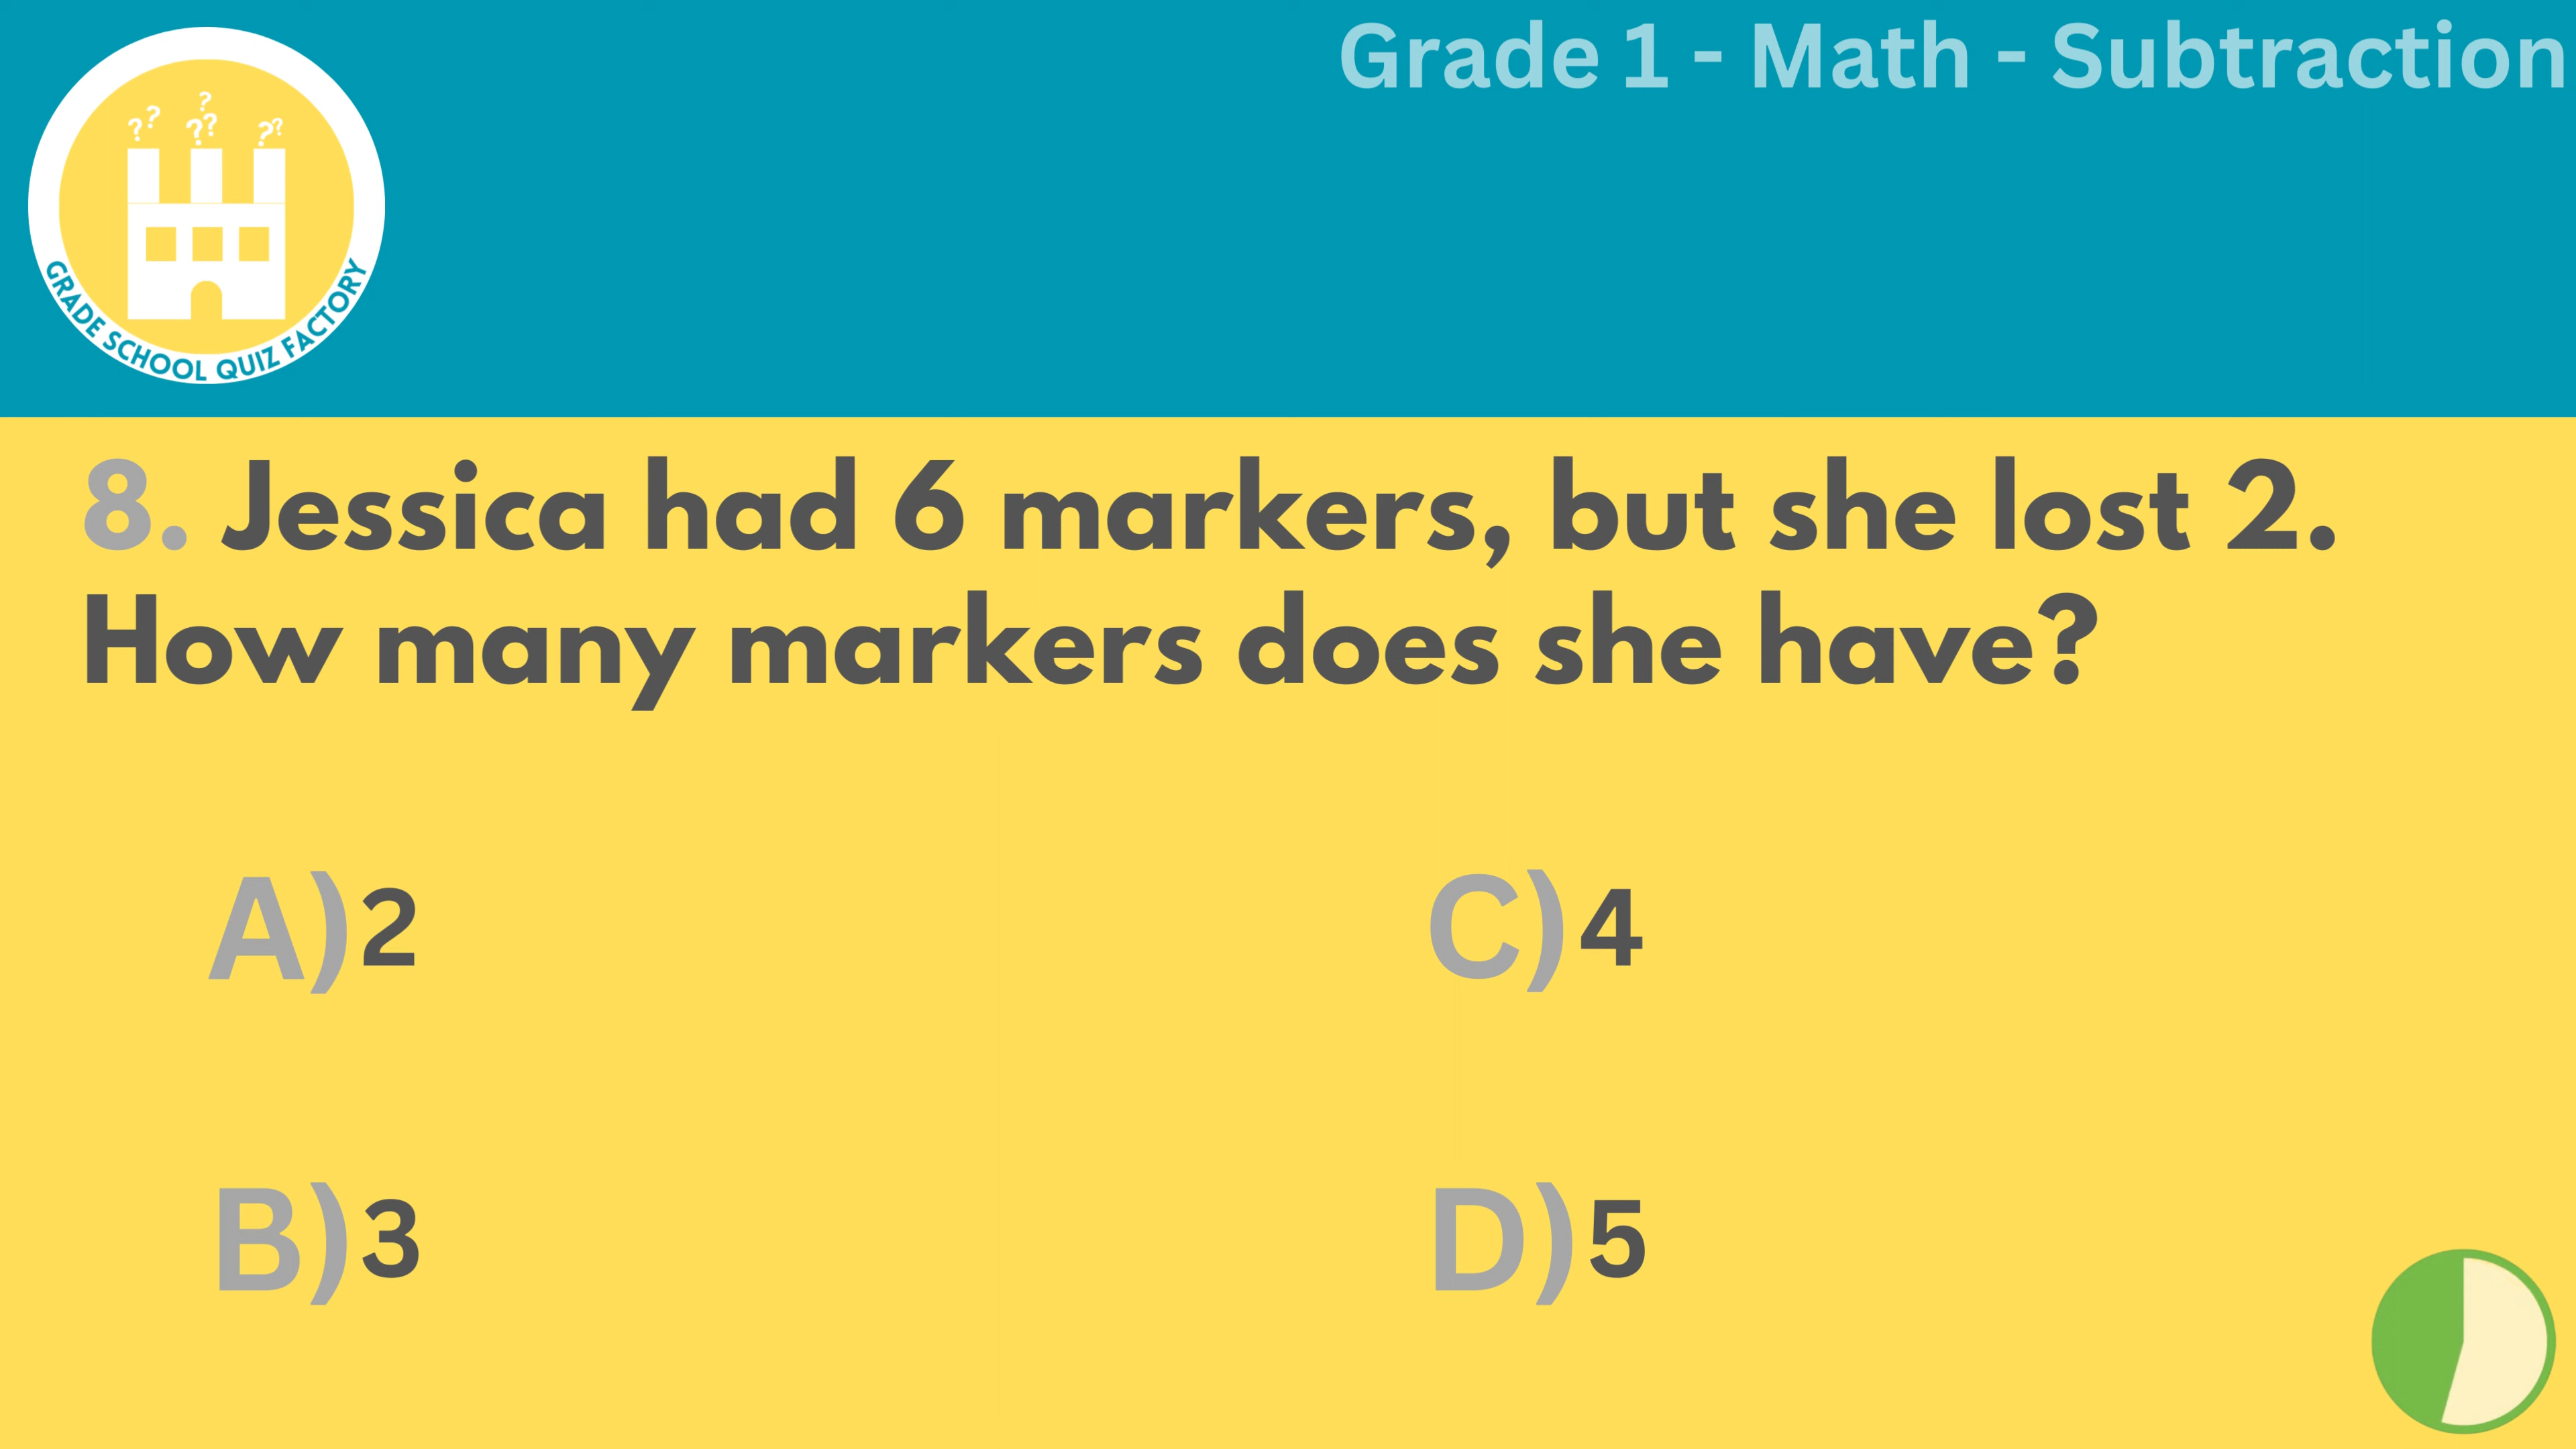 Grade 1 - Math - Subtraction
? ? ? ? ? ? ?
GRADE SCHOOL QUIZ FACTORY
8. Jessica had 6 markers, but she lost 2.
How many markers does she have?
A) 2
C) 4
B) 3
D) 5